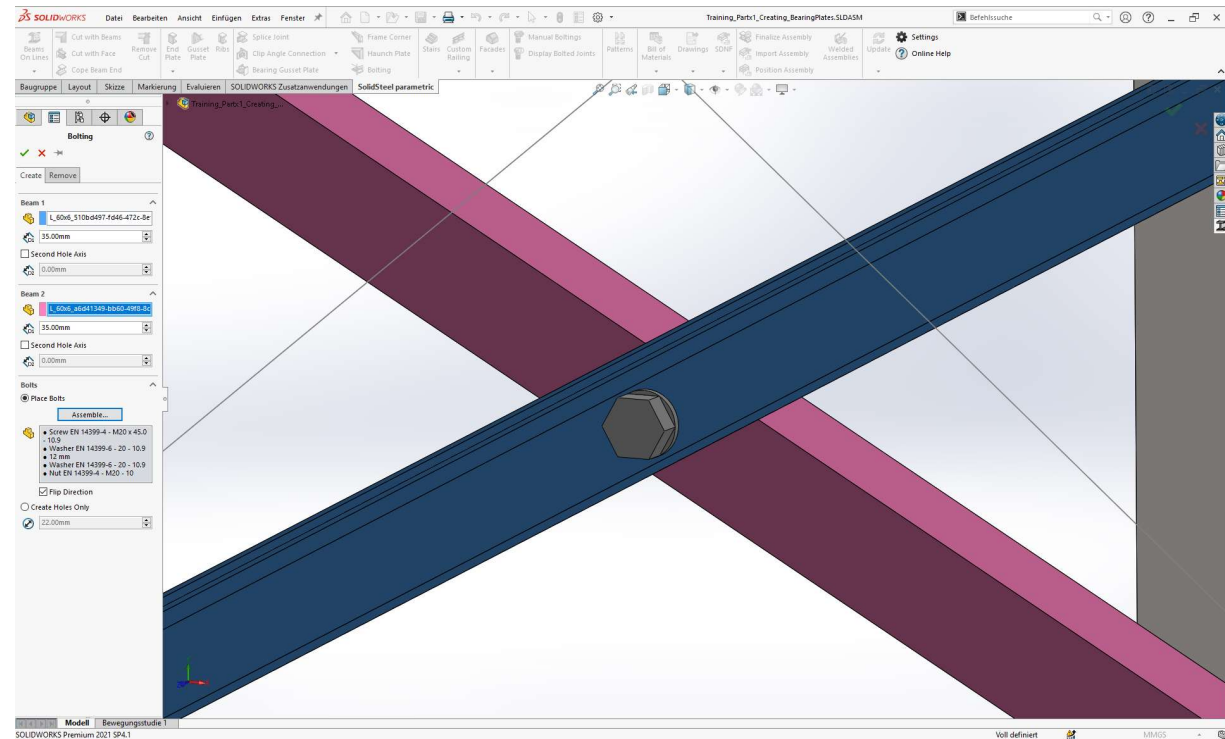 SOLIDWORKS Datei Bearbeiten Ansicht Einfügen Extras Fenster Training_Partx1_Creating_BearingPlates.SLDASM Befehlssuche
Beams On Lines
Cut with Beams
Cut with Face
Cope Beam End
Remove Cut
End Plate
Gusset Plate
Ribs
Splice Joint
Clip Angle Connection
Bearing Gusset Plate
Frame Corner
Haunch Plate
Bolting
Stairs
Custom Railing
Facades
Manual Boltings
Display Bolted Joints
Patterns
Bill of Materials
Drawings
SDNF
Finalize Assembly
Import Assembly
Position Assembly
Welded Assemblies
Update
Settings
Online Help
Baugruppe Layout Skizze Markierung Evaluieren SOLIDWORKS Zusatzanwendungen SolidSteel parametric
Training_Partx1_Creating_...
Bolting
Create Remove
Beam 1
L_60x6_510bd497-fd46-472c-8e
35.00mm
Second Hole Axis
0.00mm
Beam 2
L_60x6_a6d41349-bb60-49f8-8c
35.00mm
Second Hole Axis
0.00mm
Bolts
Place Bolts
Assemble...
• Screw EN 14399-4 - M20 x 45.0
- 10.9
• Washer EN 14399-6 - 20 - 10.9
• 12 mm
• Washer EN 14399-6 - 20 - 10.9
• Nut EN 14399-4 - M20 - 10
Flip Direction
Create Holes Only
22.00mm
Modell Bewegungsstudie 1
SOLIDWORKS Premium 2021 SP4.1 Voll definiert MMGS